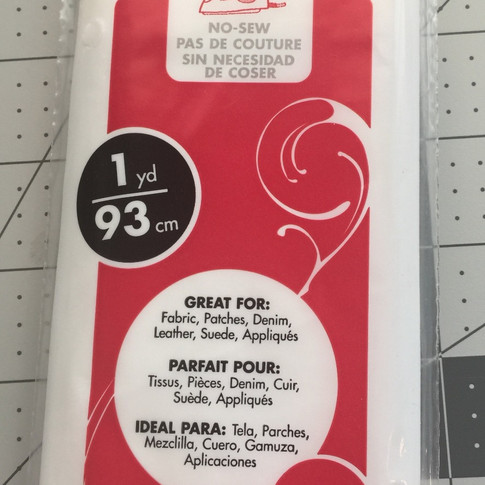 NO-SEW
PAS DE COUTURE
SIN NECESIDAD
DE COSER
1 yd
93 cm
GREAT FOR:
Fabric, Patches, Denim,
Leather, Suede, Appliqués
PARFAIT POUR:
Tissus, Pièces, Denim, Cuir,
Suède, Appliqués
IDEAL PARA: Tela, Parches,
Mezclilla, Cuero, Gamuza,
Aplicaciones